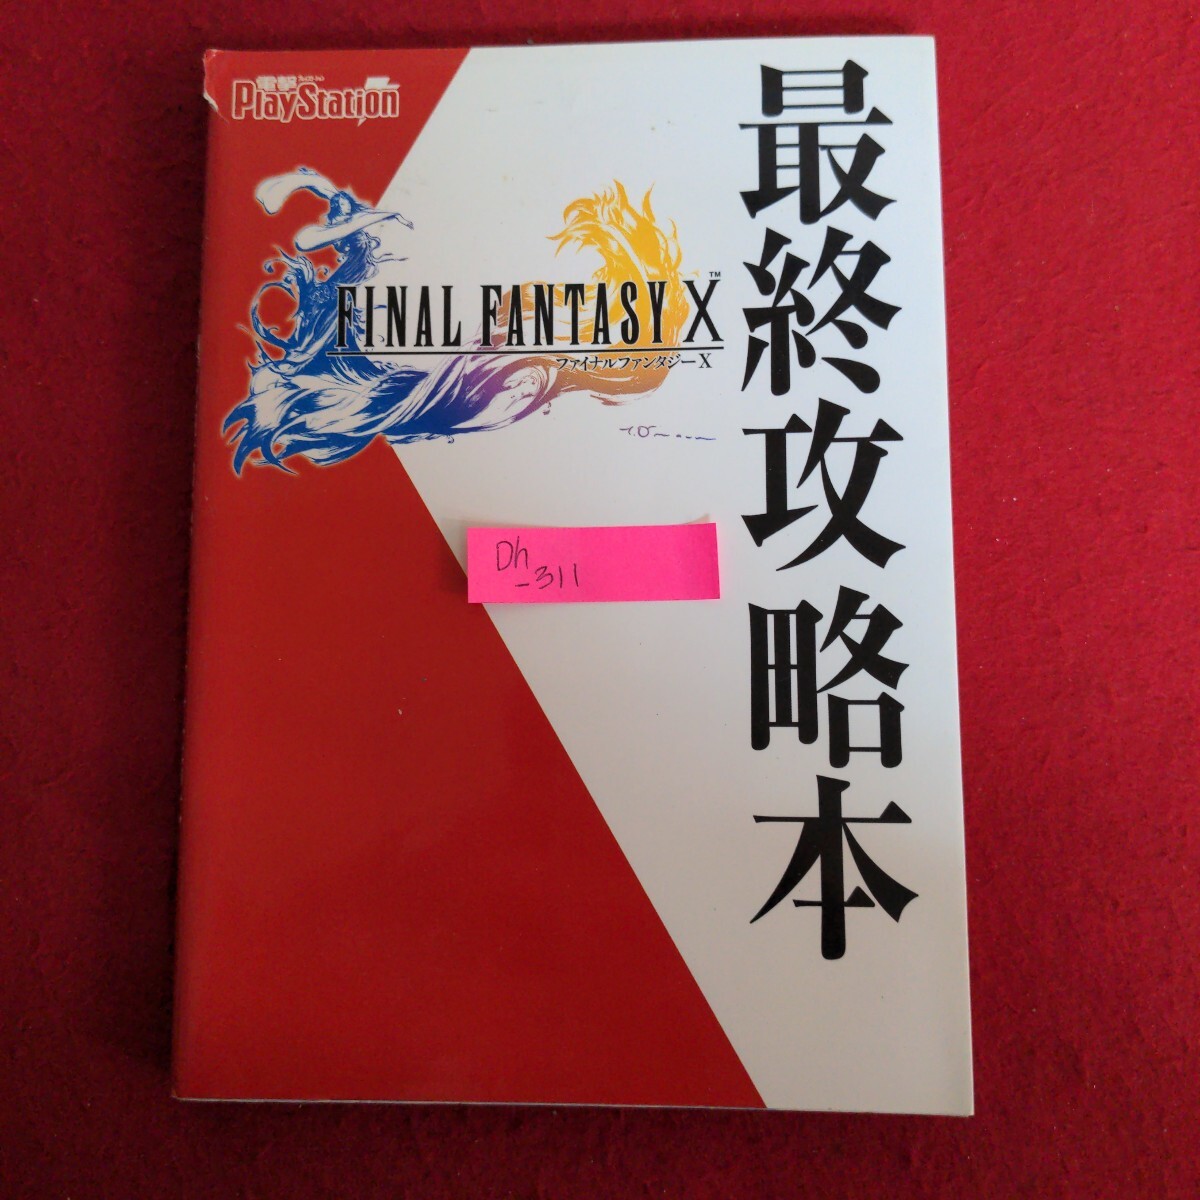 電撃
PlayStation
最終攻略本
FINAL FANTASY X™
ファイナルファンタジーX
Dh
-311